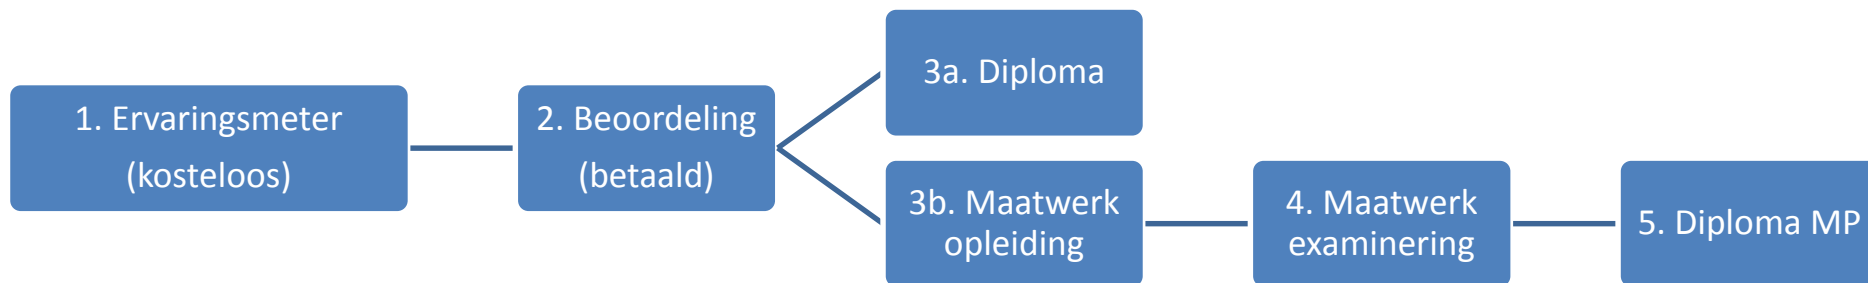 1. Ervaringsmeter
(kosteloos)
2. Beoordeling
(betaald)
3a. Diploma
3b. Maatwerk
opleiding
4. Maatwerk
examinering
5. Diploma MP